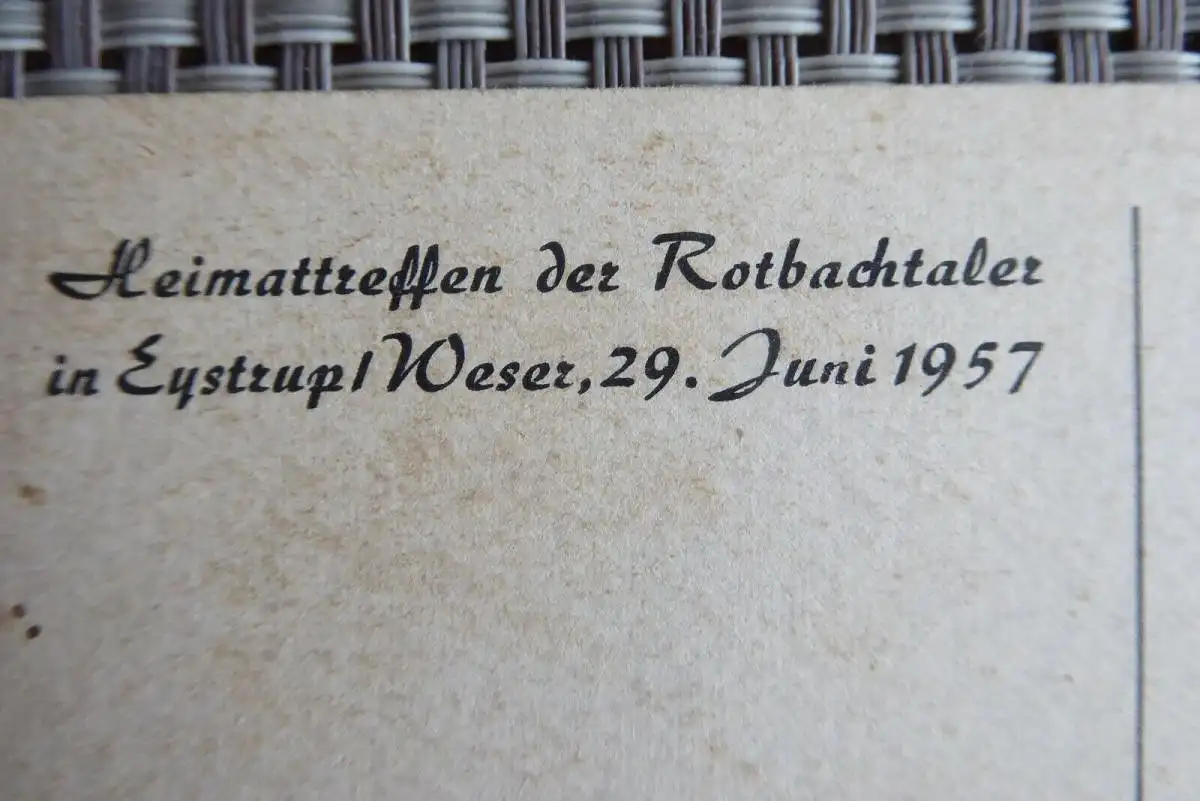 Heimattreffen der Rotbachtaler
in Eystrup/Weser, 29. Juni 1957